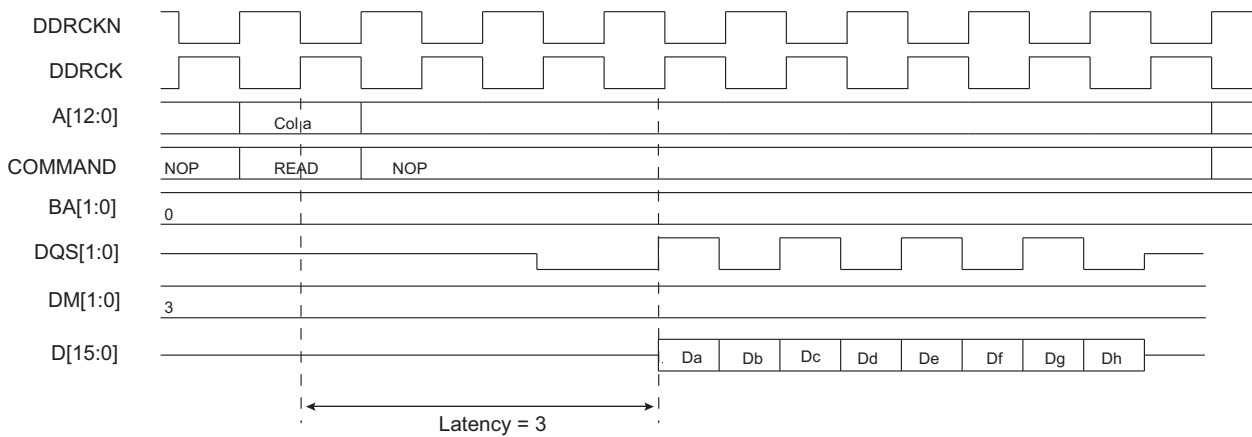 DDRCKN
DDRCK
A[12:0]
Col a
COMMAND
NOP
READ
NOP
BA[1:0]
0
DQS[1:0]
DM[1:0]
3
D[15:0]
Da
Db
Dc
Dd
De
Df
Dg
Dh
Latency = 3